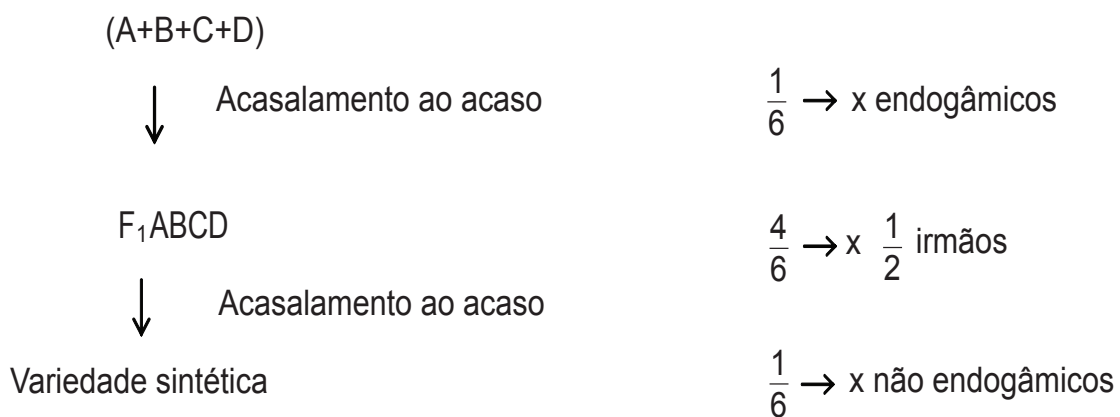 (A+B+C+D)
Acasalamento ao acaso
1/6 → x endogâmicos
F₁ABCD
4/6 → x 1/2 irmãos
Acasalamento ao acaso
Variedade sintética
1/6 → x não endogâmicos